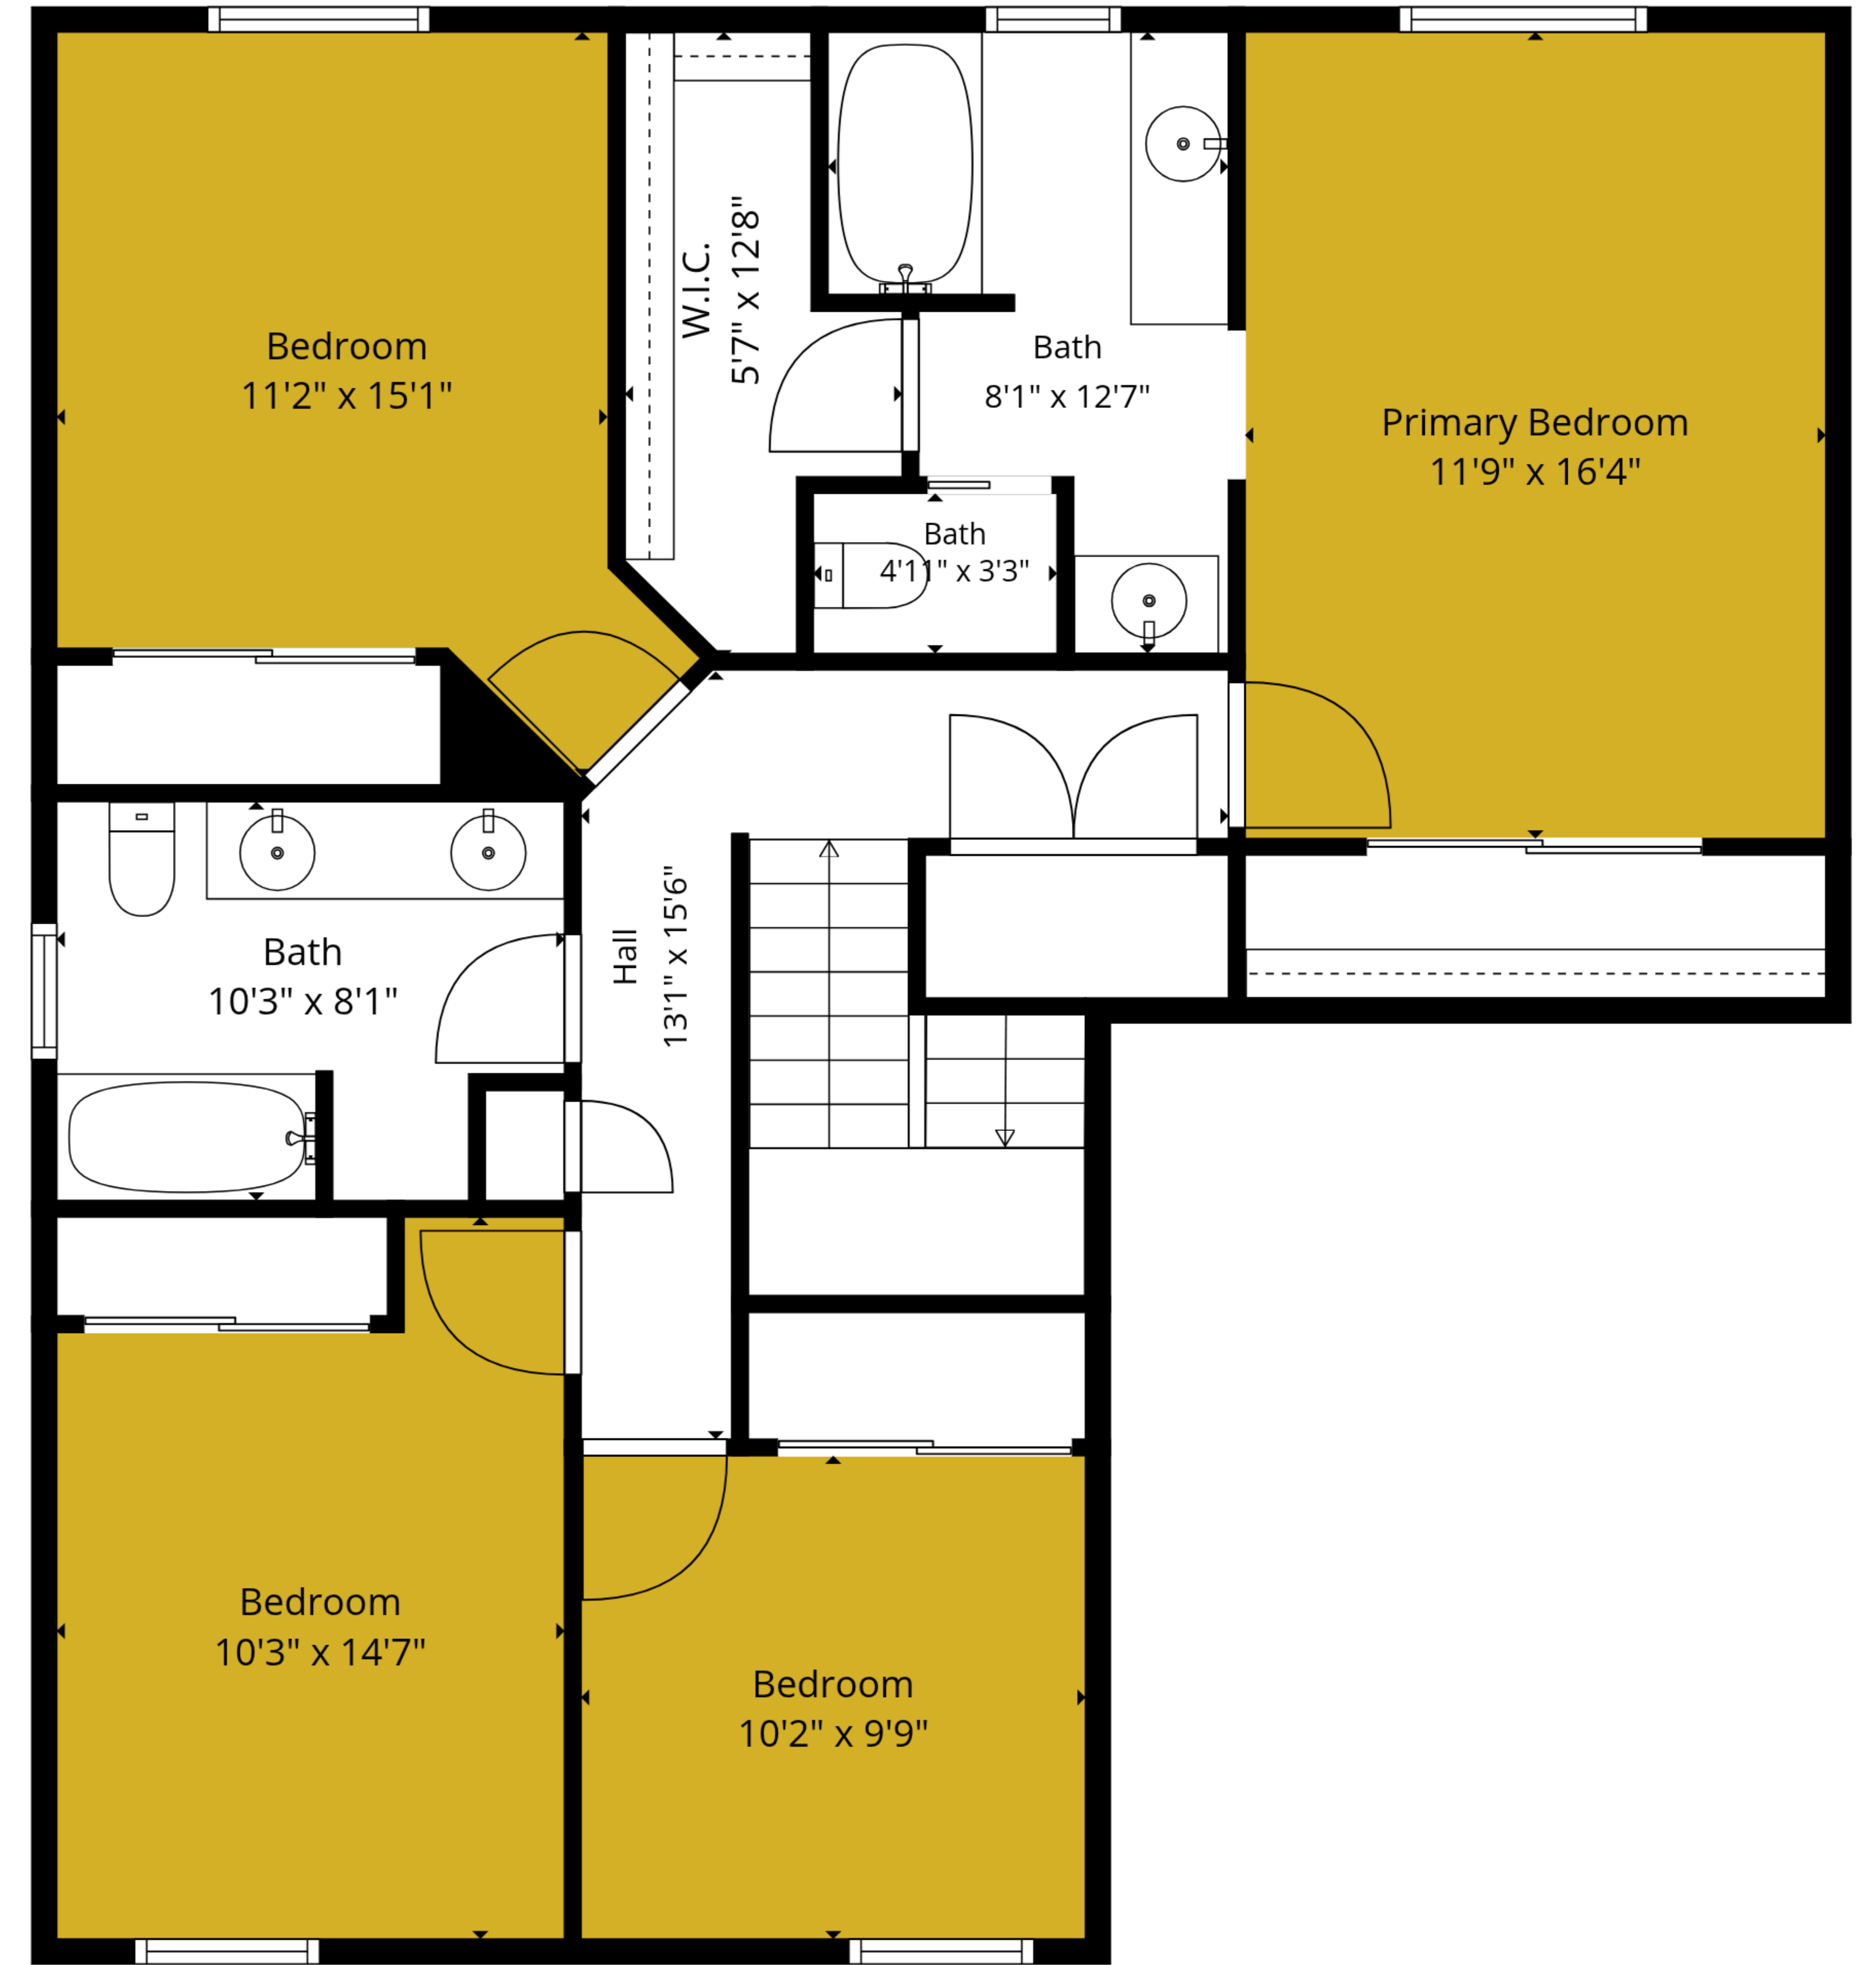 Bedroom
11'2" x 15'1"
W.I.C.
5'7" x 12'8"
Bath
8'1" x 12'7"
Primary Bedroom
11'9" x 16'4"
Bath
4'11" x 3'3"
Bath
10'3" x 8'1"
Hall
13'1" x 15'6"
Bedroom
10'3" x 14'7"
Bedroom
10'2" x 9'9"